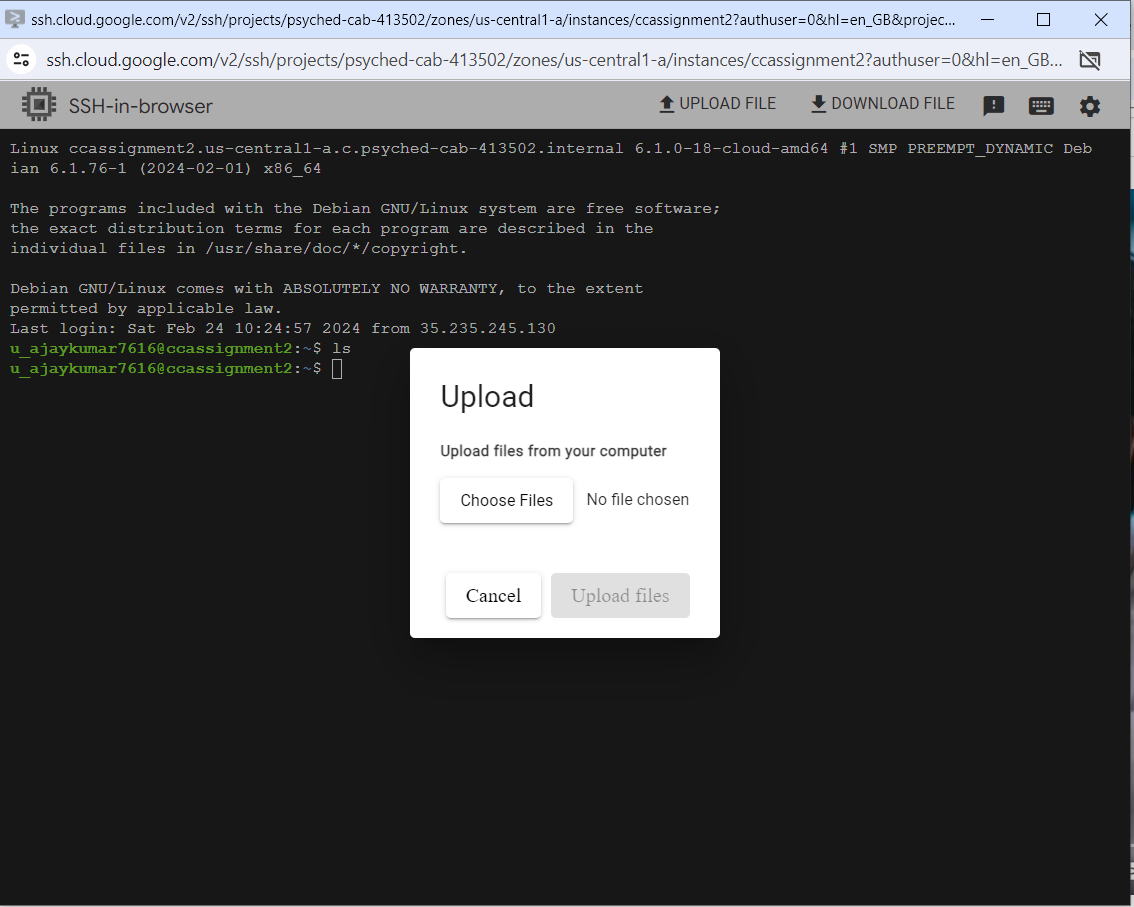 ssh.cloud.google.com/v2/ssh/projects/psyched-cab-413502/zones/us-central1-a/instances/ccassignment2?authuser=0&hl=en_GB&projec...
ssh.cloud.google.com/v2/ssh/projects/psyched-cab-413502/zones/us-central1-a/instances/ccassignment2?authuser=0&hl=en_GB...
SSH-in-browser
UPLOAD FILE
DOWNLOAD FILE
Linux ccassignment2.us-central1-a.c.psyched-cab-413502.internal 6.1.0-18-cloud-amd64 #1 SMP PREEMPT_DYNAMIC Deb
ian 6.1.76-1 (2024-02-01) x86_64
The programs included with the Debian GNU/Linux system are free software;
the exact distribution terms for each program are described in the
individual files in /usr/share/doc/*/copyright.
Debian GNU/Linux comes with ABSOLUTELY NO WARRANTY, to the extent
permitted by applicable law.
Last login: Sat Feb 24 10:24:57 2024 from 35.235.245.130
u_ajaykumar7616@ccassignment2:~$ ls
u_ajaykumar7616@ccassignment2:~$
Upload
Upload files from your computer
Choose Files
No file chosen
Cancel
Upload files